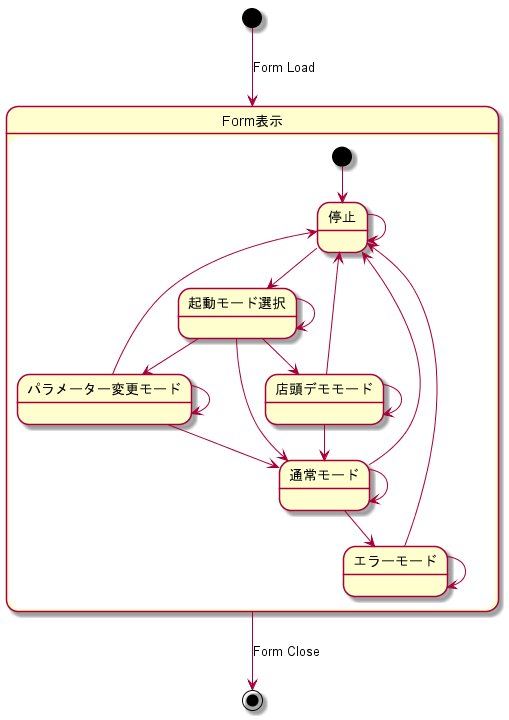 Form Load
Form表示
停止
起動モード選択
パラメーター変更モード
店頭デモモード
通常モード
エラーモード
Form Close